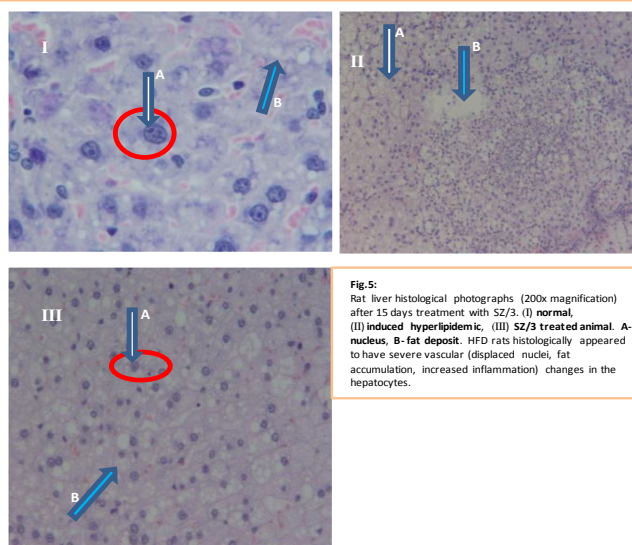 I
A
B
II
A
B
III
A
B
Fig.5:
Rat liver histological photographs (200x magnification)
after 15 days treatment with SZ/3. (I) normal,
(II) induced hyperlipidemic, (III) SZ/3 treated animal. A-
nucleus, B- fat deposit. HFD rats histologically appeared
to have severe vascular (displaced nuclei, fat
accumulation, increased inflammation) changes in the
hepatocytes.